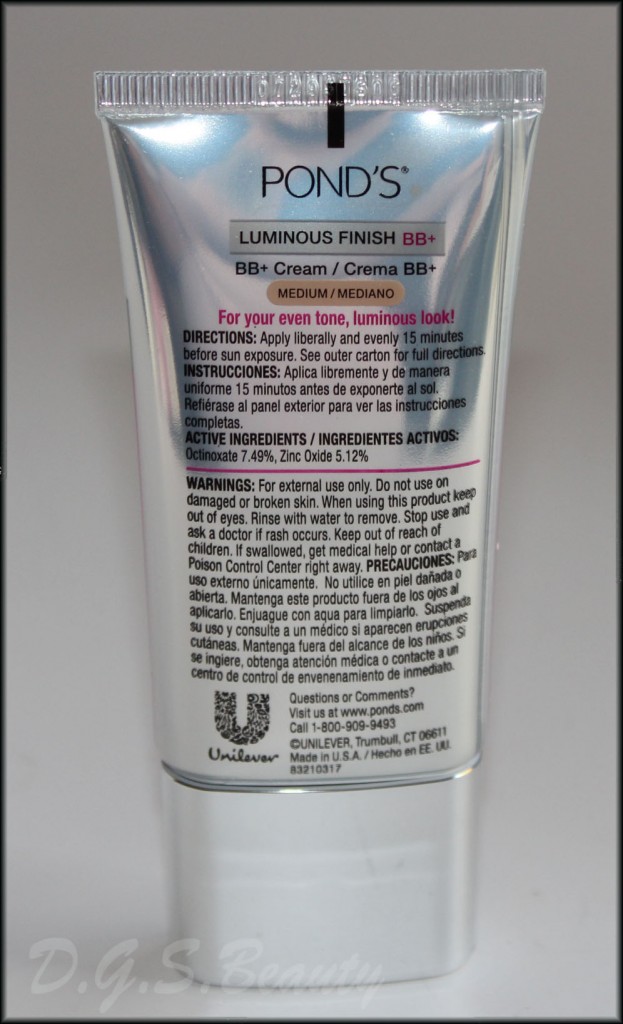 POND'S®
LUMINOUS FINISH BB+
BB+ Cream / Crema BB+
MEDIUM / MEDIANO
For your even tone, luminous look!
DIRECTIONS: Apply liberally and evenly 15 minutes
before sun exposure. See outer carton for full directions.
INSTRUCCIONES: Aplica libremente y de manera
uniforme 15 minutos antes de exponerte al sol.
Refiérase al panel exterior para ver las instrucciones
completas.
ACTIVE INGREDIENTS / INGREDIENTES ACTIVOS:
Octinoxate 7.49%, Zinc Oxide 5.12%
WARNINGS: For external use only. Do not use on
damaged or broken skin. When using this product keep
out of eyes. Rinse with water to remove. Stop use and
ask a doctor if rash occurs. Keep out of reach of
children. If swallowed, get medical help or contact a
Poison Control Center right away. PRECAUCIONES: Para
uso externo únicamente. No utilice en piel dañada o
abierta. Mantenga este producto fuera de los ojos al
aplicarlo. Enjuague con aqua para limpiarlo. Suspenda
su uso y consulte a un médico si aparecen erupciones
cutáneas. Mantenga fuera del alcance de los niños. Si
se ingiere, obtenga atención médica o contacte a un
centro de control de envenenamiento de inmediato.
Unilever
Questions or Comments?
Visit us at www.ponds.com
Call 1-800-909-9493
©UNILEVER, Trumbull, CT 06611
Made in U.S.A. / Hecho en EE. UU.
83210317
D.G.S.Beauty